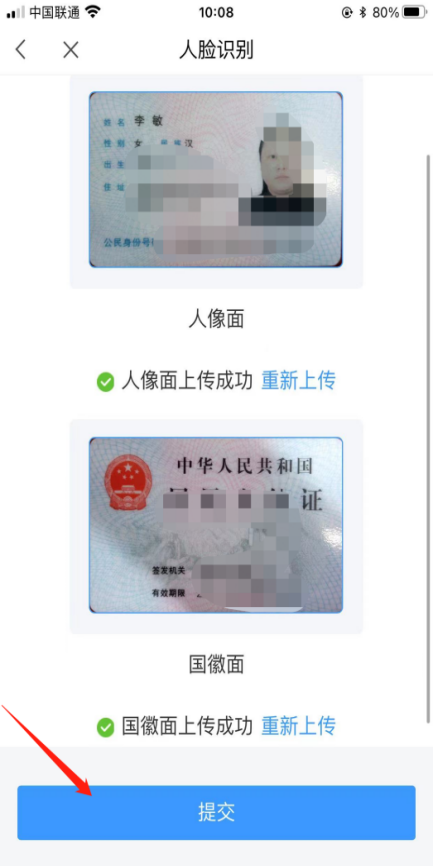 中国联通 10:08 80%
人脸识别
姓名 李敏
性别 女 民族 汉
出生
住址
公民身份号
人像面
人像面上传成功 重新上传
中华人民共和国
证
签发机关
有效期限
国徽面
国徽面上传成功 重新上传
提交